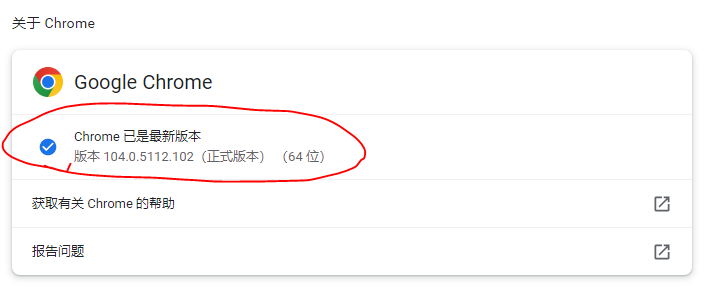 关于 Chrome
Google Chrome
Chrome 已是最新版本
版本 104.0.5112.102（正式版本） （64 位）
获取有关 Chrome 的帮助
报告问题